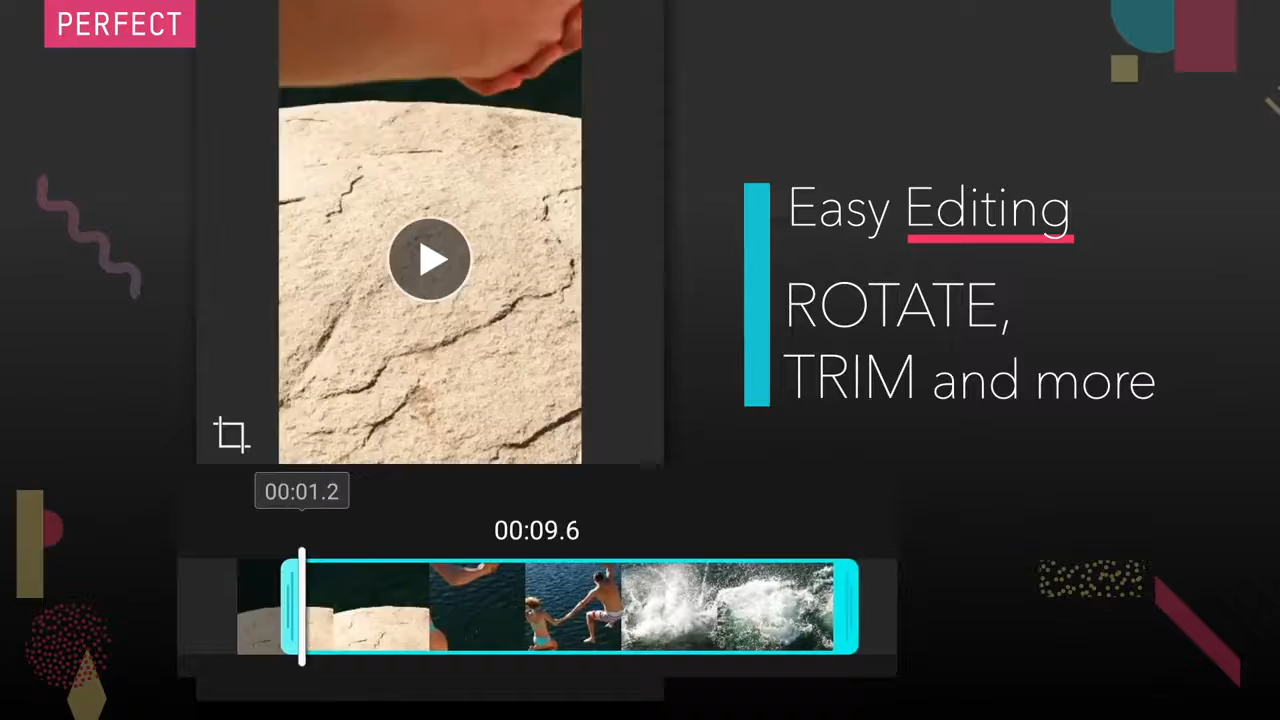 PERFECT
Easy Editing
ROTATE,
TRIM and more
00:01.2
00:09.6